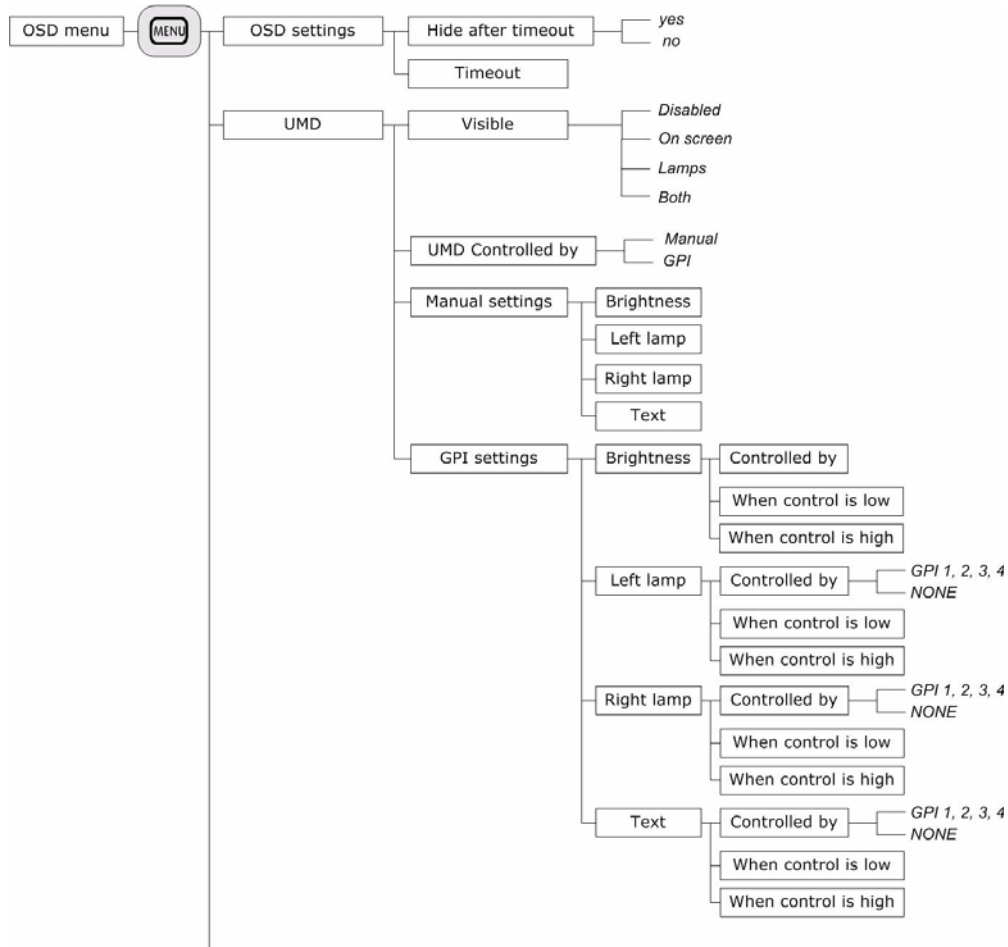 OSD menu
MENU
OSD settings
Hide after timeout
yes
no
Timeout
UMD
Visible
Disabled
On screen
Lamps
Both
UMD Controlled by
Manual
GPI
Manual settings
Brightness
Left lamp
Right lamp
Text
GPI settings
Brightness
Controlled by
When control is low
When control is high
Left lamp
Controlled by
GPI 1, 2, 3, 4
NONE
When control is low
When control is high
Right lamp
Controlled by
GPI 1, 2, 3, 4
NONE
When control is low
When control is high
Text
Controlled by
GPI 1, 2, 3, 4
NONE
When control is low
When control is high